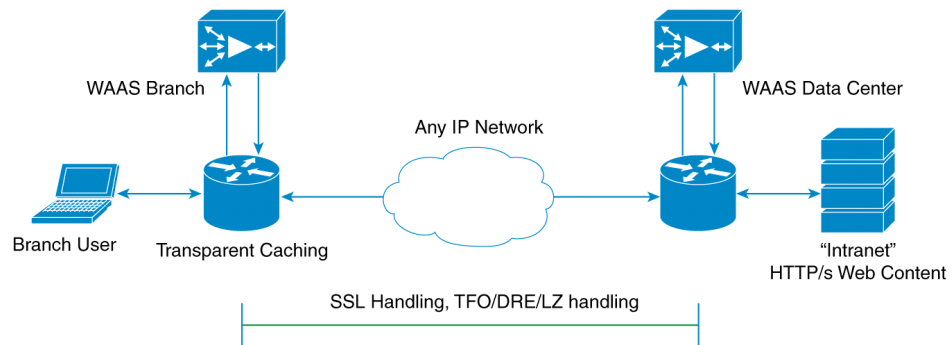 WAAS Branch
WAAS Data Center
Any IP Network
Branch User
Transparent Caching
“Intranet”
HTTP/s Web Content
SSL Handling, TFO/DRE/LZ handling